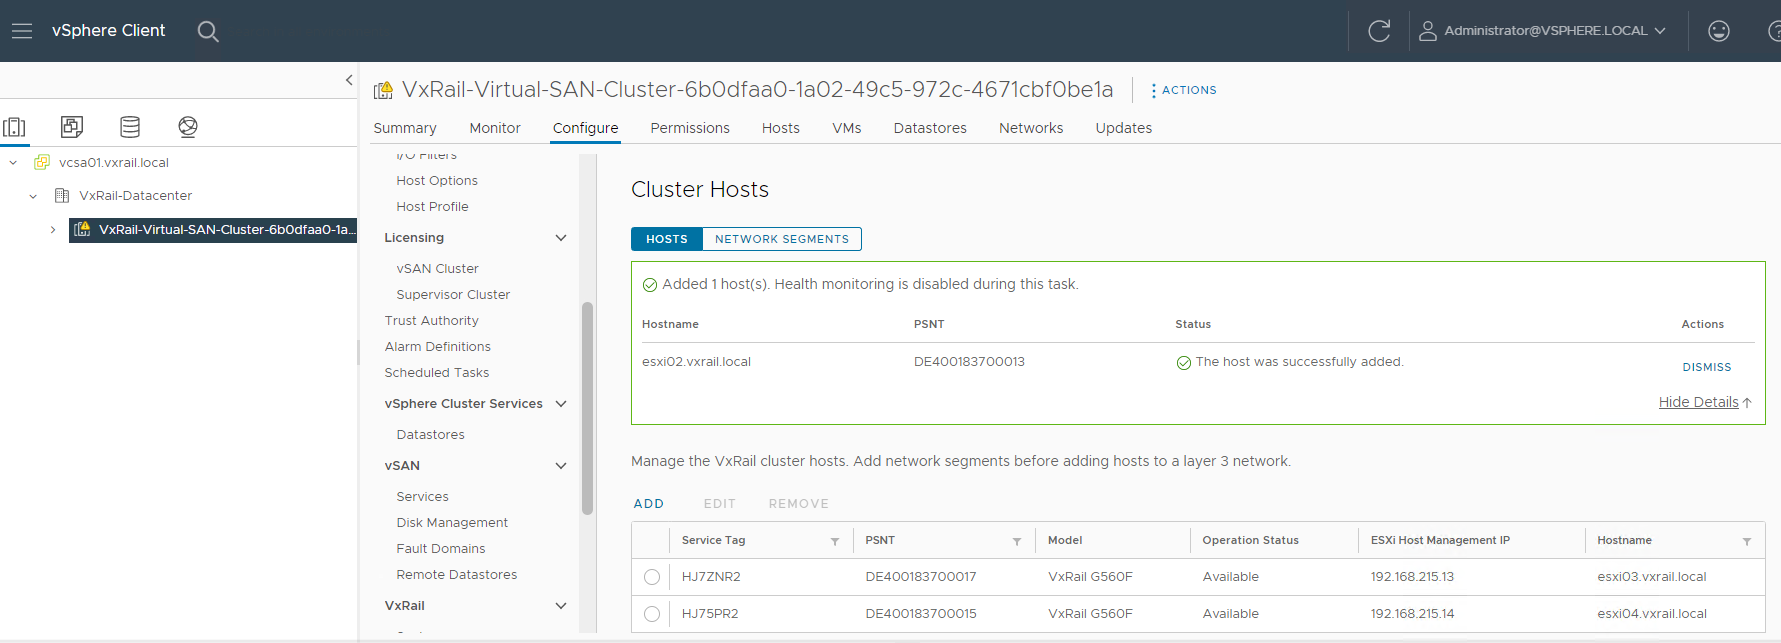 vSphere Client
Administrator@VSPHERE.LOCAL
VxRail-Virtual-SAN-Cluster-6b0dfaa0-1a02-49c5-972c-4671cbf0be1a
ACTIONS
Summary Monitor Configure Permissions Hosts VMs Datastores Networks Updates
vcsa01.vxrail.local
VxRail-Datacenter
VxRail-Virtual-SAN-Cluster-6b0dfaa0-1a...
I/O Filters
Host Options
Host Profile
Licensing
vSAN Cluster
Supervisor Cluster
Trust Authority
Alarm Definitions
Scheduled Tasks
vSphere Cluster Services
Datastores
vSAN
Services
Disk Management
Fault Domains
Remote Datastores
VxRail
Cluster Hosts
HOSTS NETWORK SEGMENTS
Added 1 host(s). Health monitoring is disabled during this task.
Hostname PSNT Status Actions
esxi02.vxrail.local DE400183700013 The host was successfully added. DISMISS
Hide Details
Manage the VxRail cluster hosts. Add network segments before adding hosts to a layer 3 network.
ADD EDIT REMOVE
Service Tag PSNT Model Operation Status ESXi Host Management IP Hostname
HJ7ZNR2 DE400183700017 VxRail G560F Available 192.168.215.13 esxi03.vxrail.local
HJ75PR2 DE400183700015 VxRail G560F Available 192.168.215.14 esxi04.vxrail.local